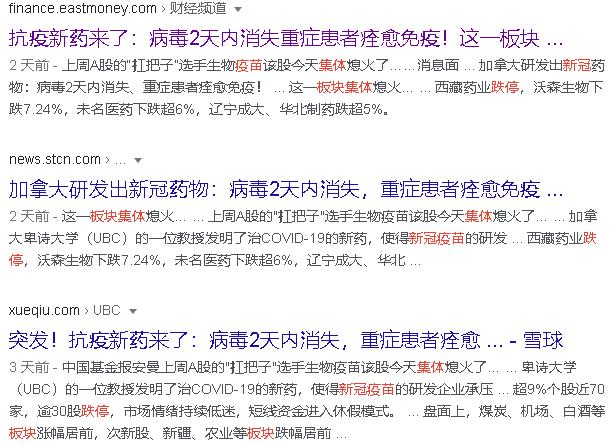 finance.eastmoney.com › 财经频道
抗疫新药来了：病毒2天内消失重症患者痊愈免疫！这一板块 ...
2 天前 - 上周A股的"扛把子"选手生物疫苗该股今天集体熄火了... ... 消息面 ... 加拿大研发出新冠药
物：病毒2天内消失、重症患者痊愈免疫！ ... 这一板块集体熄火... ... 西藏药业跌停，沃森生物下
跌7.24%，未名医药下跌超6%，辽宁成大、华北制药跌超5%。
news.stcn.com › ...
加拿大研发出新冠药物：病毒2天内消失，重症患者痊愈免疫 ...
2 天前 - 这一板块集体熄火... ... 上周A股的"扛把子"选手生物疫苗该股今天集体熄火了... ... 加拿
大卑诗大学（UBC）的一位教授发明了治COVID-19的新药，使得新冠疫苗的研发 ... 西藏药业跌
停，沃森生物下跌7.24%，未名医药下跌超6%，辽宁成大、华北 ...
xueqiu.com › UBC
突发！抗疫新药来了：病毒2天内消失，重症患者痊愈 ... - 雪球
3 天前 - 中国基金报安曼上周A股的"扛把子"选手生物疫苗该股今天集体熄火了... ... 卑诗大学
（UBC）的一位教授发明了治COVID-19的新药，使得新冠疫苗的研发企业承压 ... 超9%个股近70
家，逾30股跌停，市场情绪持续低迷，短线资金进入休假模式。 ... 盘面上，煤炭、机场、白酒等
板块涨幅居前，次新股、新疆、农业等板块跌幅居前 ...